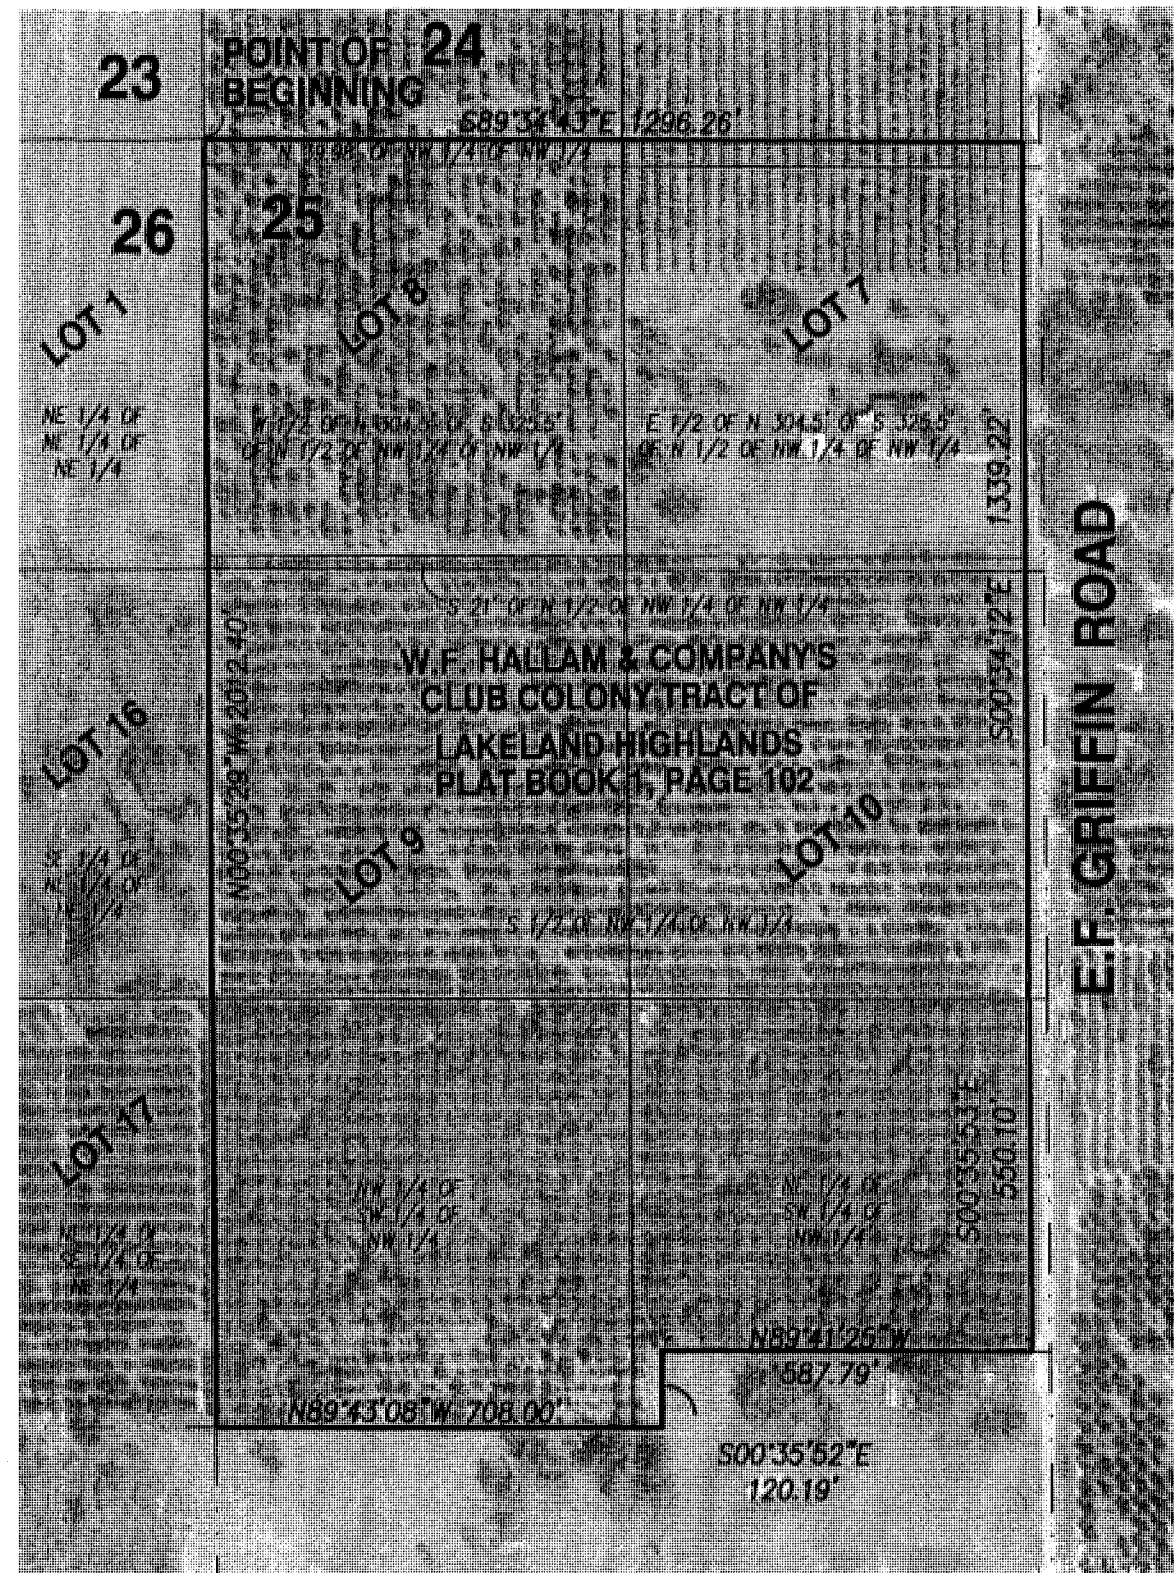 23
POINT OF
BEGINNING
24
S89°34'43"E 1296.26'
N 19.98' OF NW 1/4 OF NW 1/4
26
25
LOT 1
LOT 8
LOT 7
NE 1/4 OF
NE 1/4 OF
NE 1/4
W 1/2 OF N 304.5' OF S 325.5'
OF N 1/2 OF NW 1/4 OF NW 1/4
E 1/2 OF N 304.5' OF S 325.5'
OF N 1/2 OF NW 1/4 OF NW 1/4
1339.22'
S00°34'12"E
E.F. GRIFFIN ROAD
S 21' OF N 1/2 OF NW 1/4 OF NW 1/4
N00°35'29"W 2012.40'
W.F. HALLAM & COMPANY'S
CLUB COLONY TRACT OF
LAKELAND HIGHLANDS
PLAT BOOK 1, PAGE 102
LOT 16
LOT 9
LOT 10
SE 1/4 OF
NE 1/4 OF
NE 1/4
S 1/2 OF NW 1/4 OF NW 1/4
LOT 17
NE 1/4 OF
SE 1/4 OF
NE 1/4
NW 1/4 OF
SW 1/4 OF
NW 1/4
NE 1/4 OF
SW 1/4 OF
NW 1/4
S00°35'53"E
550.10'
N89°41'25"W
587.79'
N89°43'08"W 708.00'
S00°35'52"E
120.19'